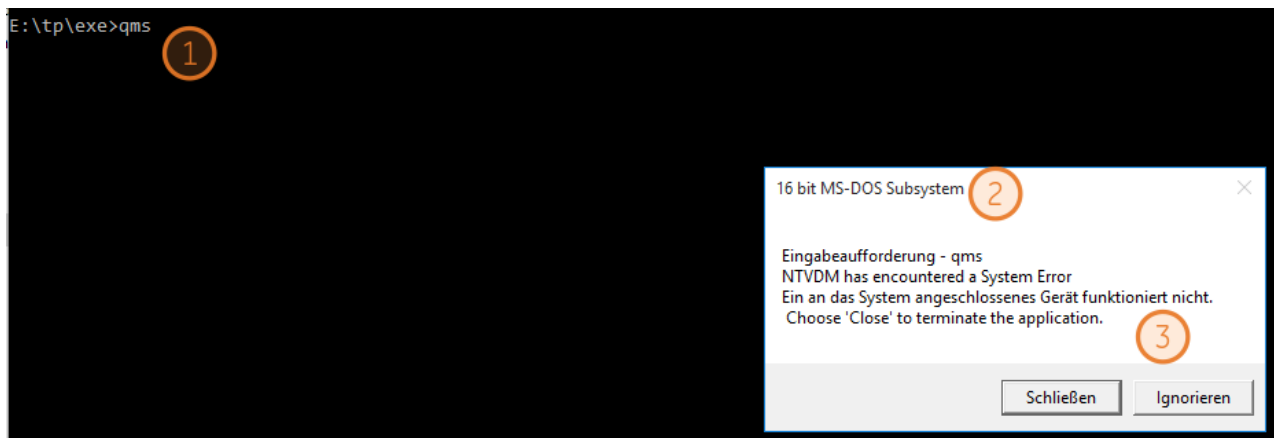 E:\tp\exe>qms
1
16 bit MS-DOS Subsystem
2
Eingabeaufforderung - qms
NTVDM has encountered a System Error
Ein an das System angeschlossenes Gerät funktioniert nicht.
Choose 'Close' to terminate the application.
3
Schließen
Ignorieren